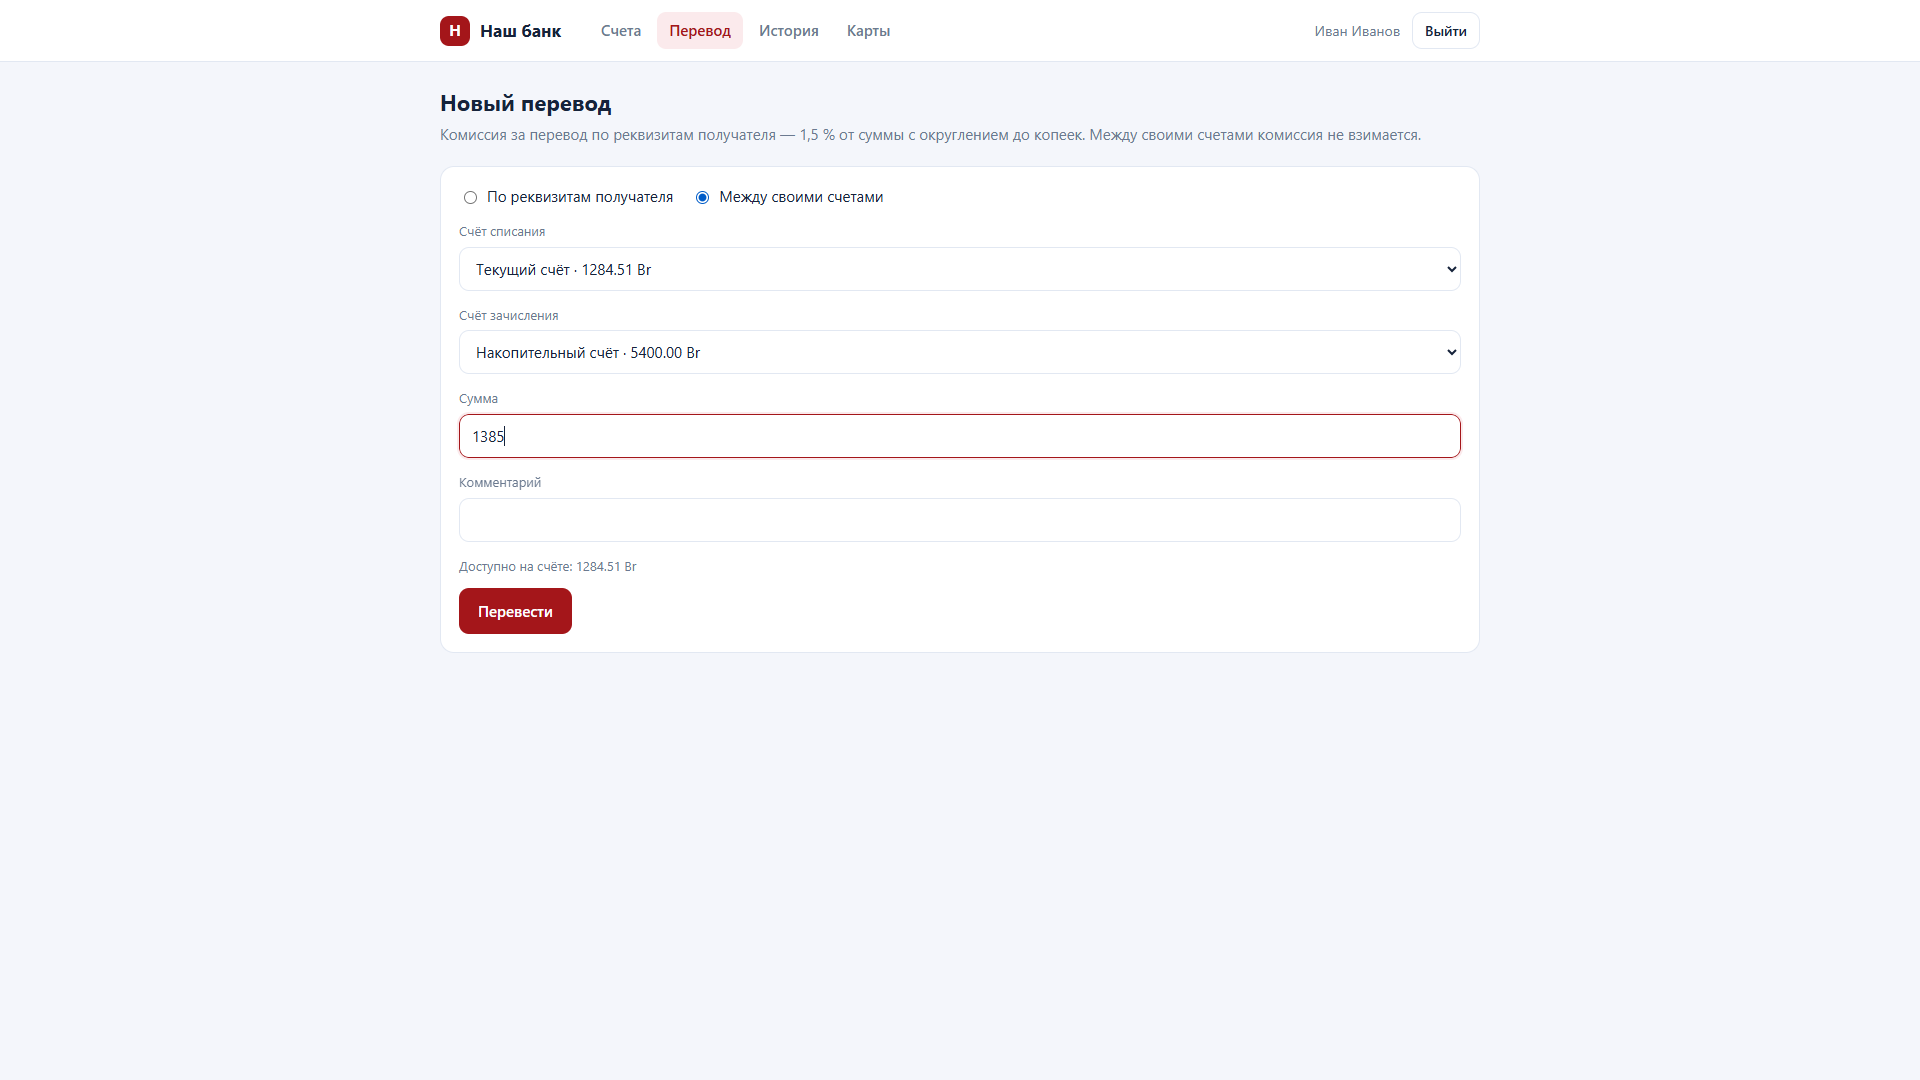 Н Наш банк Счета Перевод История Карты Иван Иванов Выйти
Новый перевод
Комиссия за перевод по реквизитам получателя — 1,5 % от суммы с округлением до копеек. Между своими счетами комиссия не взимается.
По реквизитам получателя Между своими счетами
Счёт списания
Текущий счёт · 1284.51 Br
Счёт зачисления
Накопительный счёт · 5400.00 Br
Сумма
1385
Комментарий
Доступно на счёте: 1284.51 Br
Перевести